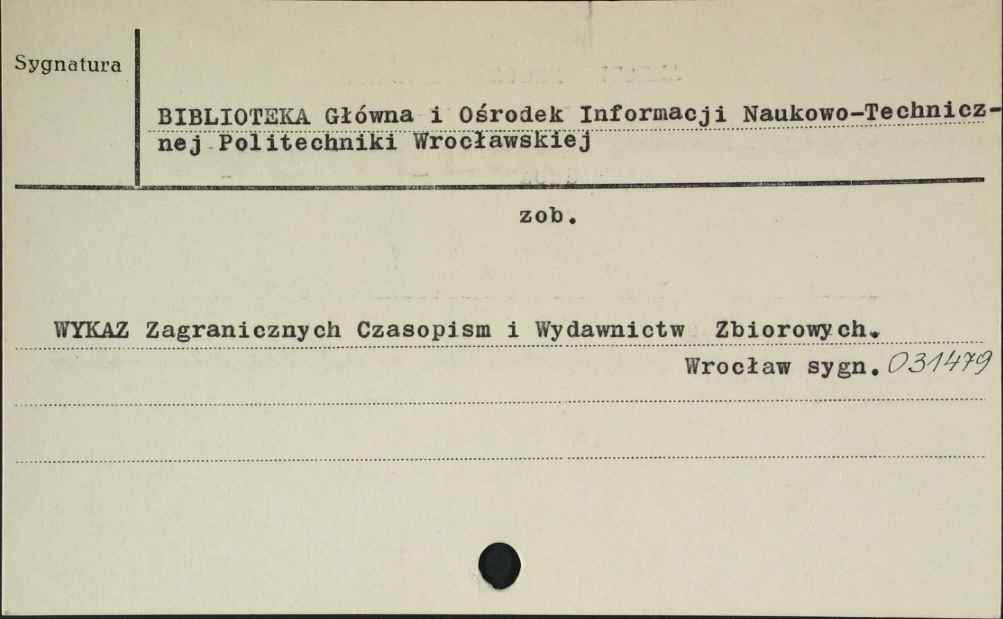 Sygnatura
BIBLIOTEKA Główna i Ośrodek Informacji Naukowo-Technicz-
nej Politechniki Wrocławskiej
zob.
WYKAZ Zagranicznych Czasopism i Wydawnictw Zbiorowych.
Wrocław sygn. 031479